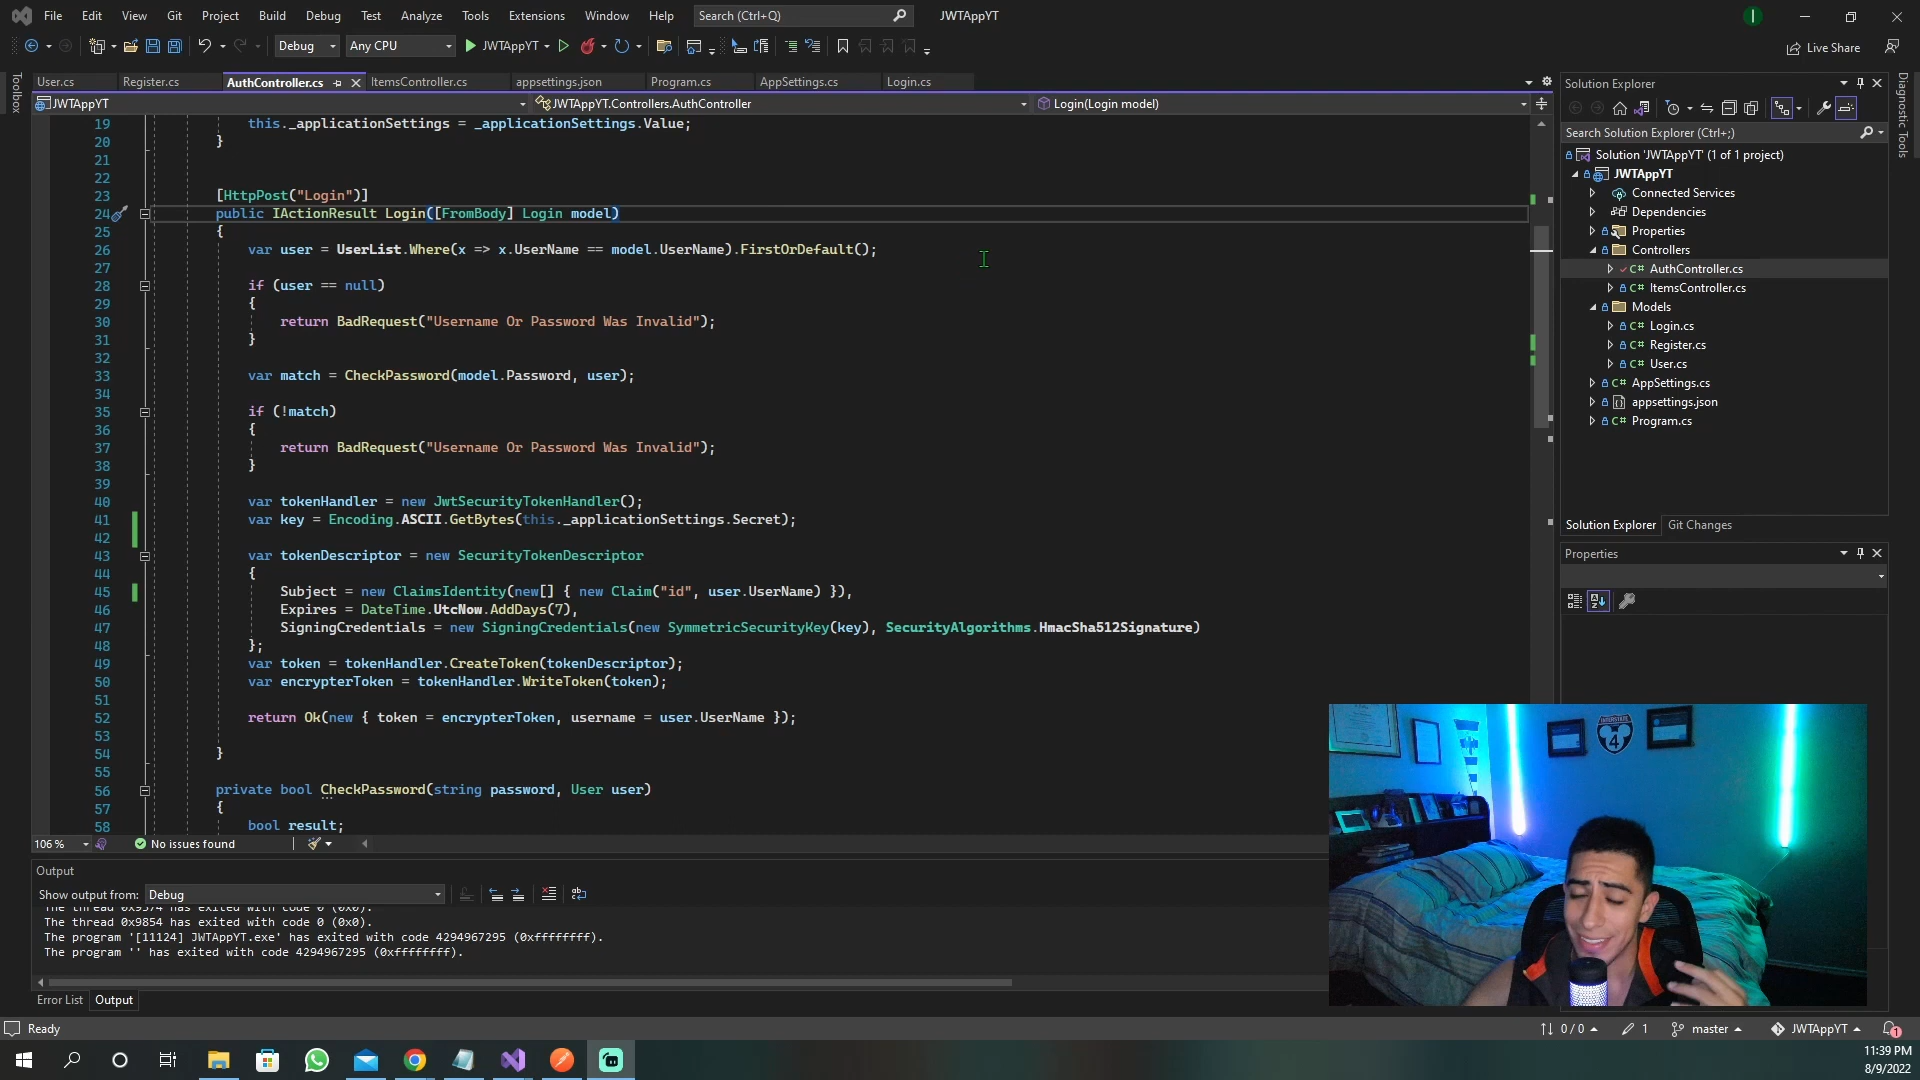 File Edit View Git Project Build Debug Test Analyze Tools Extensions Window Help Search (Ctrl+Q) JWTAppYT
Debug Any CPU JWTAppYT Live Share
Toolbox
User.cs Register.cs AuthController.cs ItemsController.cs appsettings.json Program.cs AppSettings.cs Login.cs
JWTAppYT JWTAppYT.Controllers.AuthController Login(Login model)
19 this._applicationSettings = _applicationSettings.Value;
20 }
21
22
23 [HttpPost("Login")]
24 public IActionResult Login([FromBody] Login model)
25 {
26 var user = UserList.Where(x => x.UserName == model.UserName).FirstOrDefault();
27
28 if (user == null)
29 {
30 return BadRequest("Username Or Password Was Invalid");
31 }
32
33 var match = CheckPassword(model.Password, user);
34
35 if (!match)
36 {
37 return BadRequest("Username Or Password Was Invalid");
38 }
39
40 var tokenHandler = new JwtSecurityTokenHandler();
41 var key = Encoding.ASCII.GetBytes(this._applicationSettings.Secret);
42
43 var tokenDescriptor = new SecurityTokenDescriptor
44 {
45 Subject = new ClaimsIdentity(new[] { new Claim("id", user.UserName) }),
46 Expires = DateTime.UtcNow.AddDays(7),
47 SigningCredentials = new SigningCredentials(new SymmetricSecurityKey(key), SecurityAlgorithms.HmacSha512Signature)
48 };
49 var token = tokenHandler.CreateToken(tokenDescriptor);
50 var encrypterToken = tokenHandler.WriteToken(token);
51
52 return Ok(new { token = encrypterToken, username = user.UserName });
53
54 }
55
56 private bool CheckPassword(string password, User user)
57 {
58 bool result;
106 % No issues found
Output
Show output from: Debug
The thread 0x9574 has exited with code 0 (0x0).
The thread 0x9854 has exited with code 0 (0x0).
The program '[11124] JWTAppYT.exe' has exited with code 4294967295 (0xffffffff).
The program '' has exited with code 4294967295 (0xffffffff).
Error List Output
Solution Explorer
Search Solution Explorer (Ctrl+;)
Solution 'JWTAppYT' (1 of 1 project)
JWTAppYT
Connected Services
Dependencies
Properties
Controllers
C# AuthController.cs
C# ItemsController.cs
Models
C# Login.cs
C# Register.cs
C# User.cs
C# AppSettings.cs
appsettings.json
C# Program.cs
Solution Explorer Git Changes
Properties
Diagnostic Tools
INTERSTATE
4
Ready 0 / 0 1 master JWTAppYT 1
11:39 PM
8/9/2022